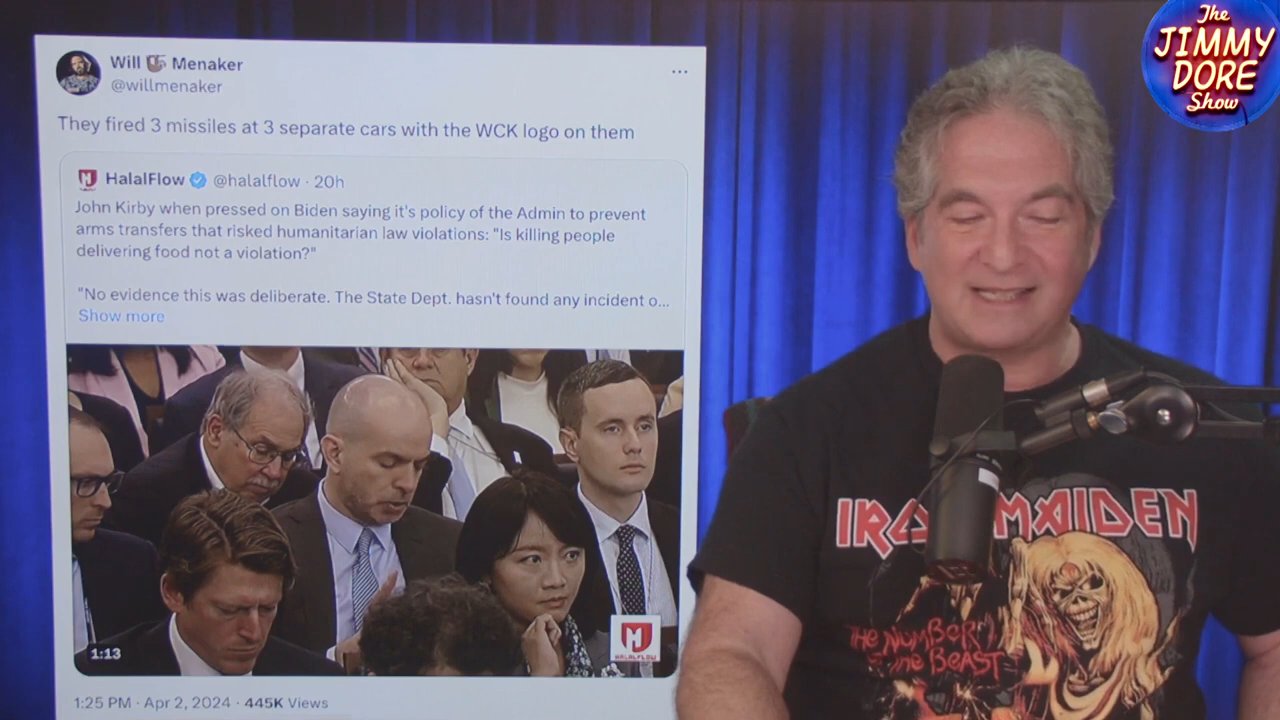 Will Menaker
@willmenaker
They fired 3 missiles at 3 separate cars with the WCK logo on them
HalalFlow @halalflow · 20h
John Kirby when pressed on Biden saying it's policy of the Admin to prevent
arms transfers that risked humanitarian law violations: "Is killing people
delivering food not a violation?"
"No evidence this was deliberate. The State Dept. hasn't found any incident o...
Show more
HALALFLOW
1:13
1:25 PM · Apr 2, 2024 · 445K Views
The
JIMMY
DORE
Show
IRON MAIDEN
THE NUMBER
of the BEAST